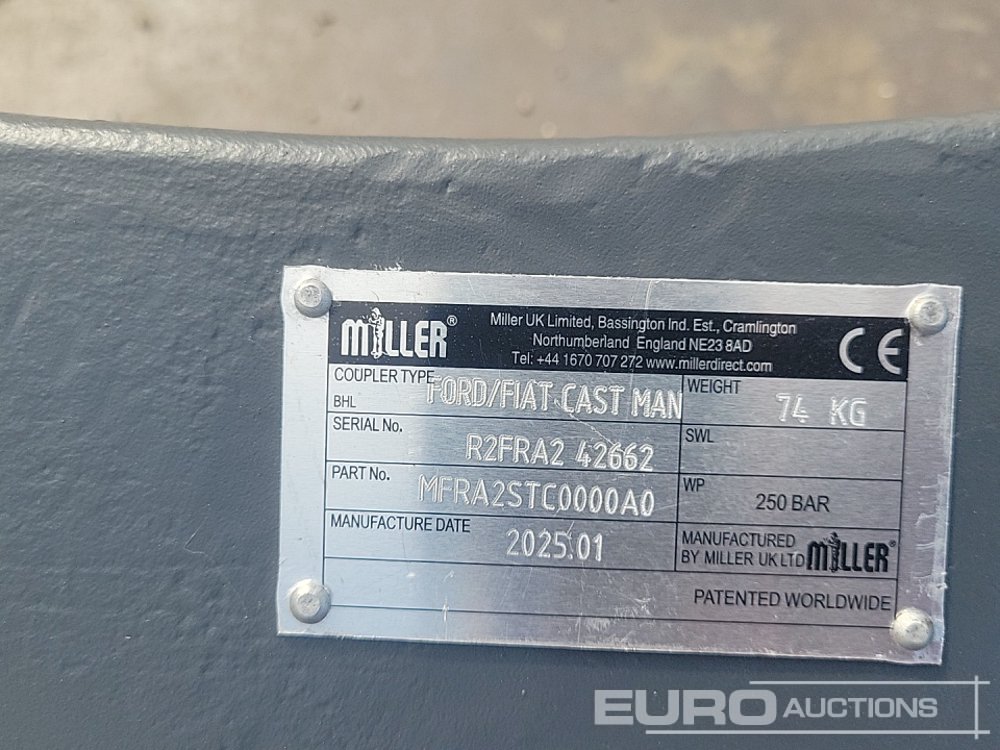 MILLER®
Miller UK Limited, Bassington Ind. Est., Cramlington
Northumberland England NE23 8AD
Tel: +44 1670 707 272 www.millerdirect.com
CE
COUPLER TYPE
BHL
FORD/FIAT CAST MAN
WEIGHT
74 KG
SERIAL No.
R2FRA2 42662
SWL
PART No.
MFRA2STC0000A0
WP
250 BAR
MANUFACTURE DATE
2025.01
MANUFACTURED
BY MILLER UK LTD
MILLER®
PATENTED WORLDWIDE
EURO AUCTIONS